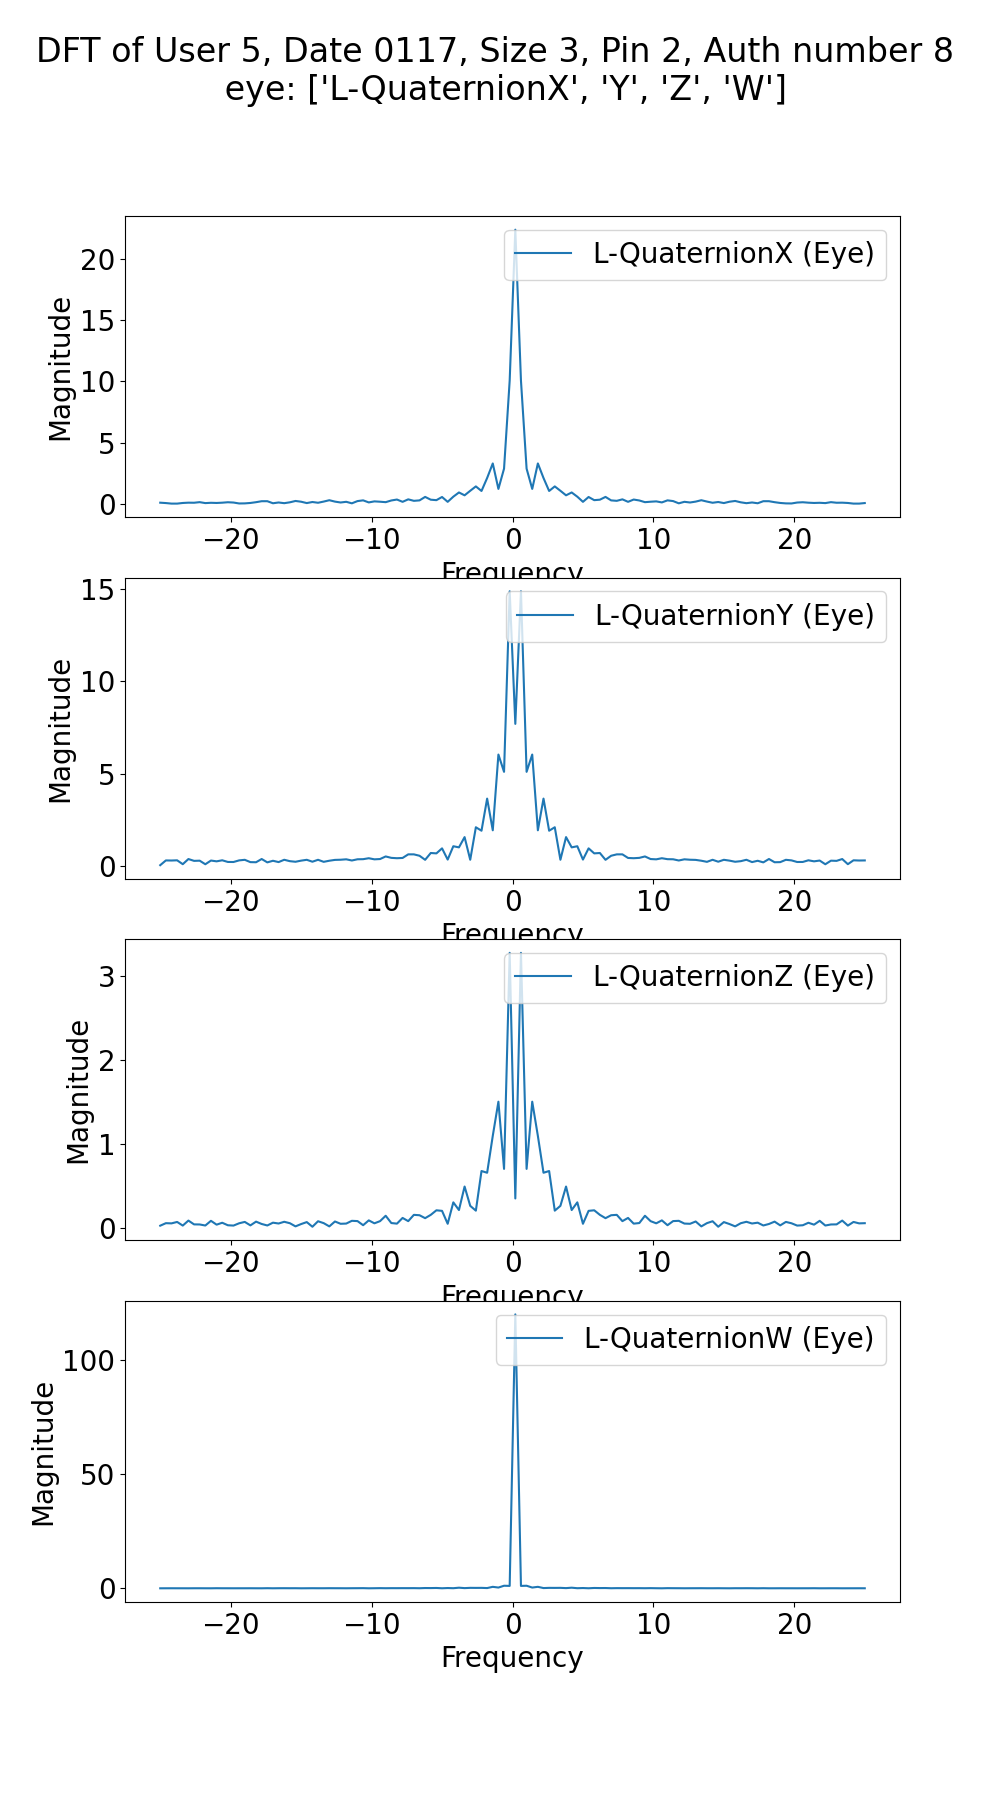 DFT of User 5, Date 0117, Size 3, Pin 2, Auth number 8
eye: ['L-QuaternionX', 'Y', 'Z', 'W']
L-QuaternionX (Eye)
Magnitude
20
15
10
5
0
−20 −10 0 10 20
Frequency
L-QuaternionY (Eye)
Magnitude
15
10
5
0
−20 −10 0 10 20
Frequency
L-QuaternionZ (Eye)
Magnitude
3
2
1
0
−20 −10 0 10 20
Frequency
L-QuaternionW (Eye)
Magnitude
100
50
0
−20 −10 0 10 20
Frequency